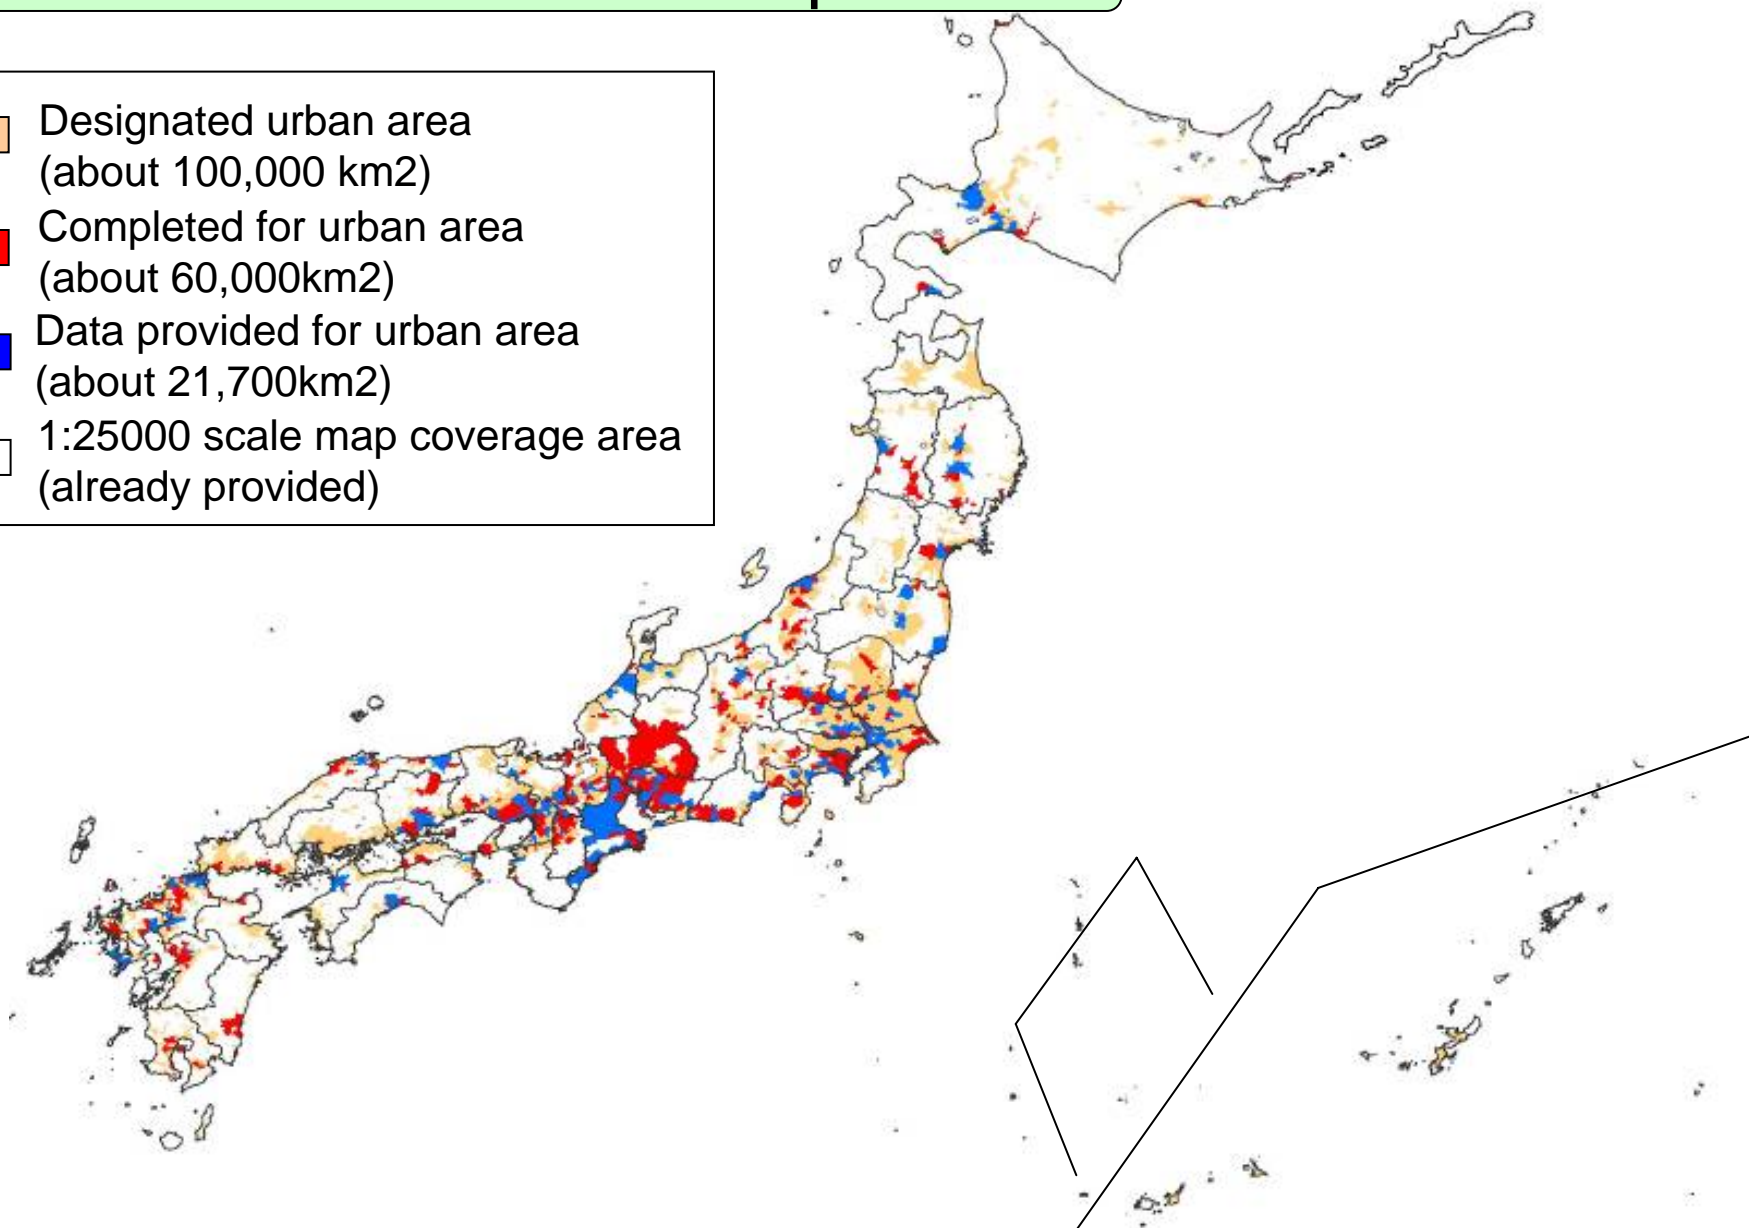 Designated urban area
(about 100,000 km2)
Completed for urban area
(about 60,000km2)
Data provided for urban area
(about 21,700km2)
1:25000 scale map coverage area
(already provided)